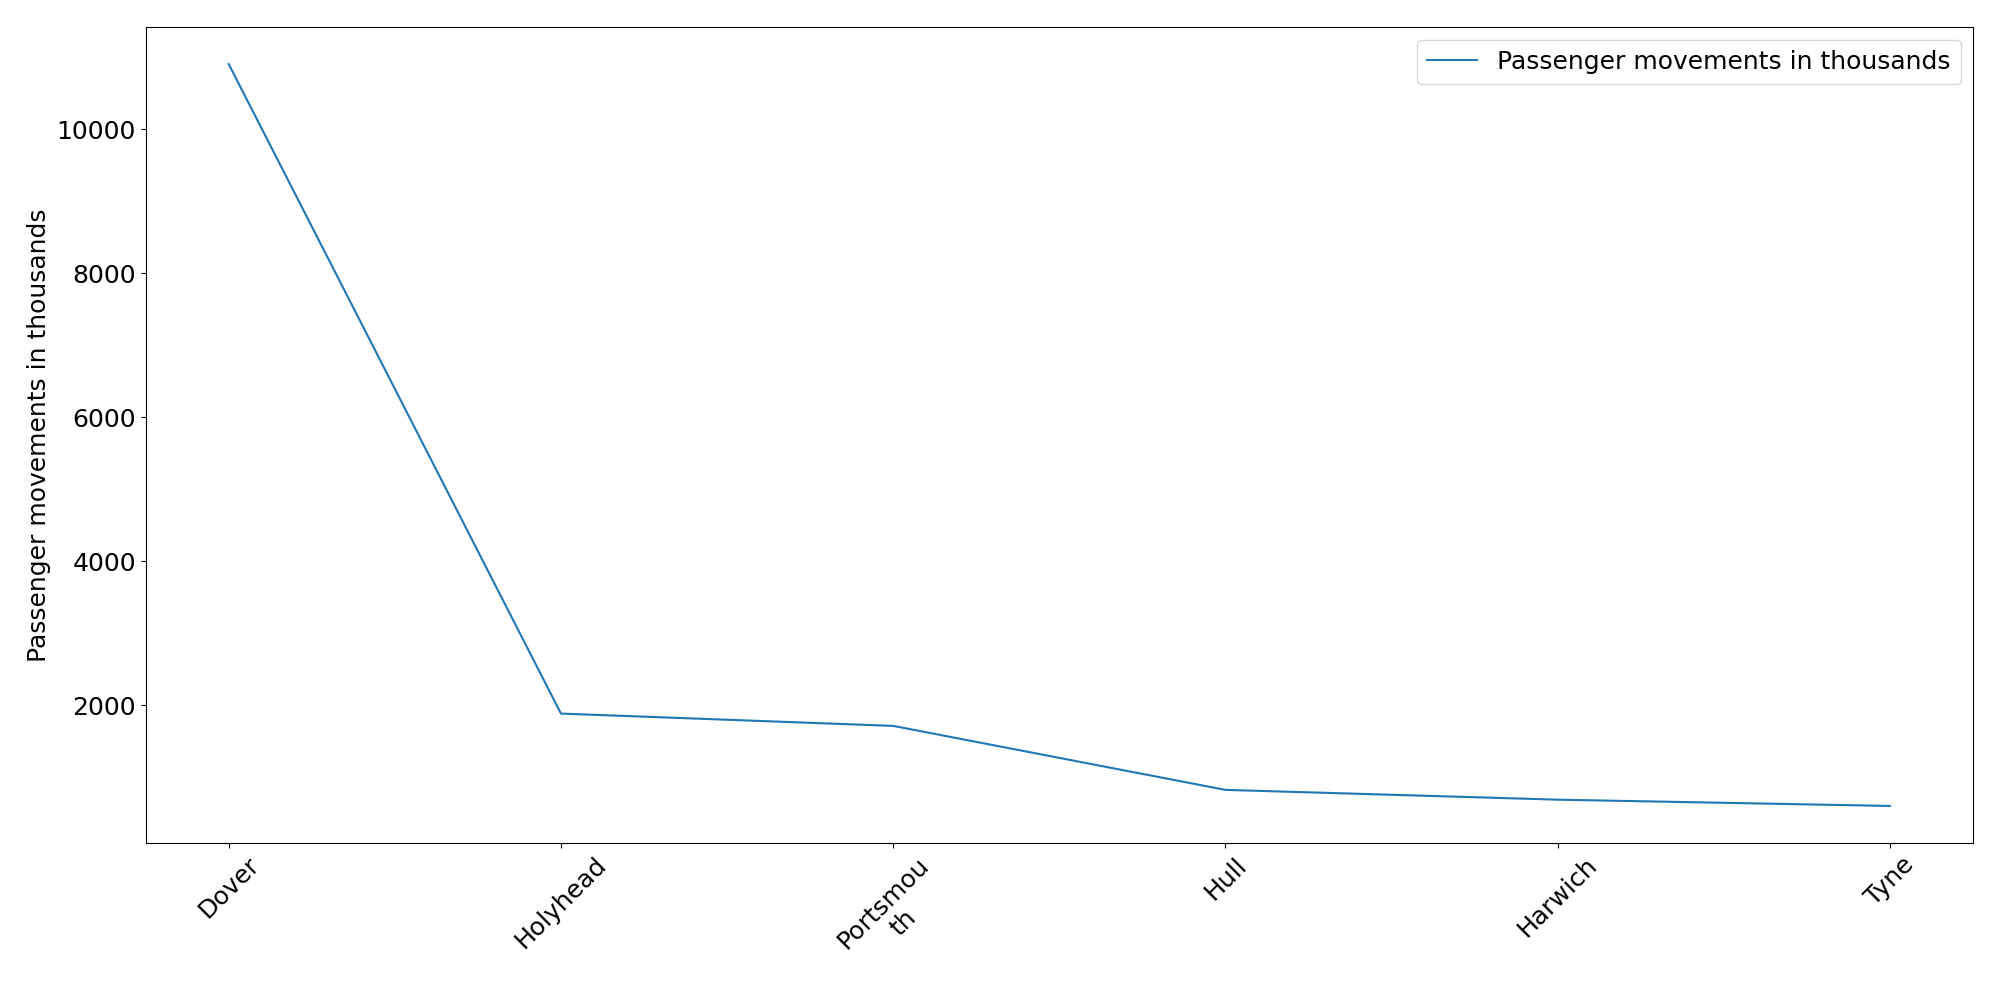 Passenger movements in thousands
Passenger movements in thousands
10000
8000
6000
4000
2000
Dover
Holyhead
Portsmou
th
Hull
Harwich
Tyne